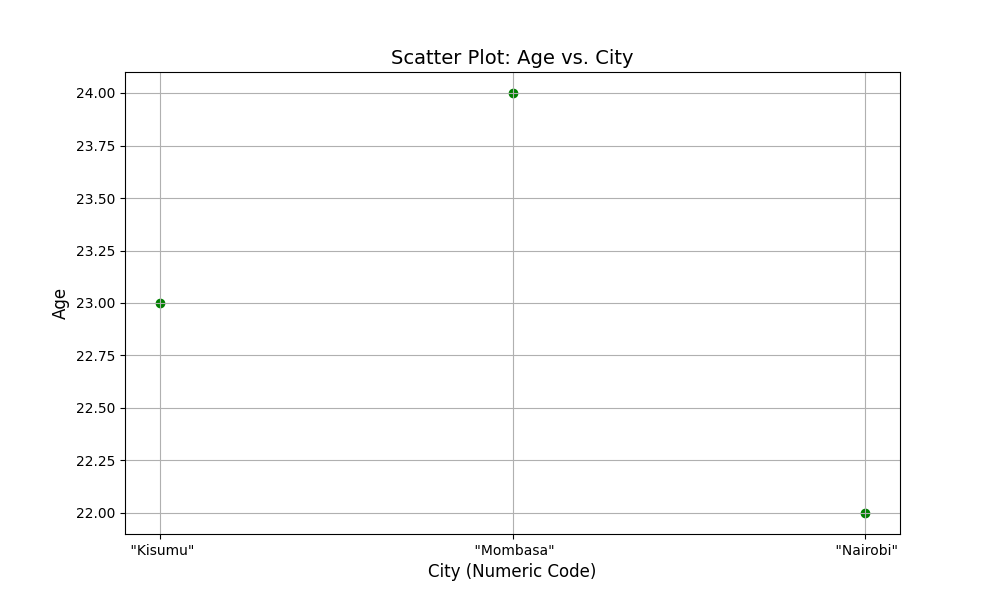 Scatter Plot: Age vs. City
Age
24.00
23.75
23.50
23.25
23.00
22.75
22.50
22.25
22.00
"Kisumu" "Mombasa" "Nairobi"
City (Numeric Code)